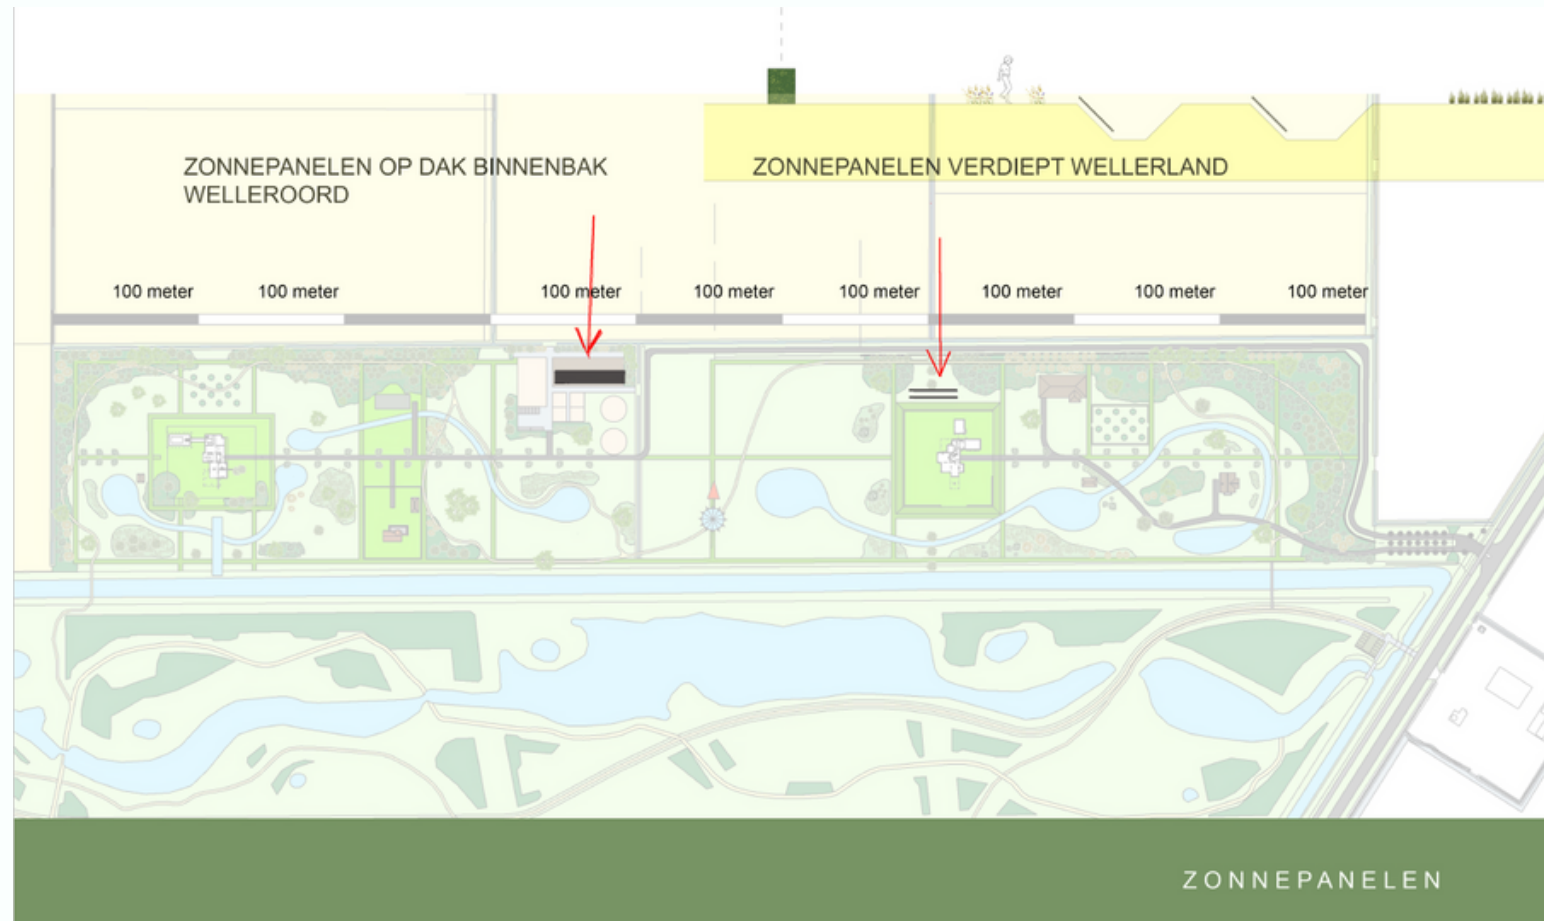 ZONNEPANELEN OP DAK BINNENBAK
WELLEROORD
ZONNEPANELEN VERDIEPT WELLERLAND
100 meter 100 meter 100 meter 100 meter 100 meter 100 meter 100 meter 100 meter
ZONNEPANELEN